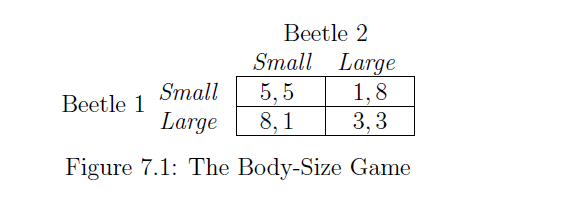 Beetle 2
Small Large
Beetle 1
Small 5, 5 1, 8
Large 8, 1 3, 3
Figure 7.1: The Body-Size Game